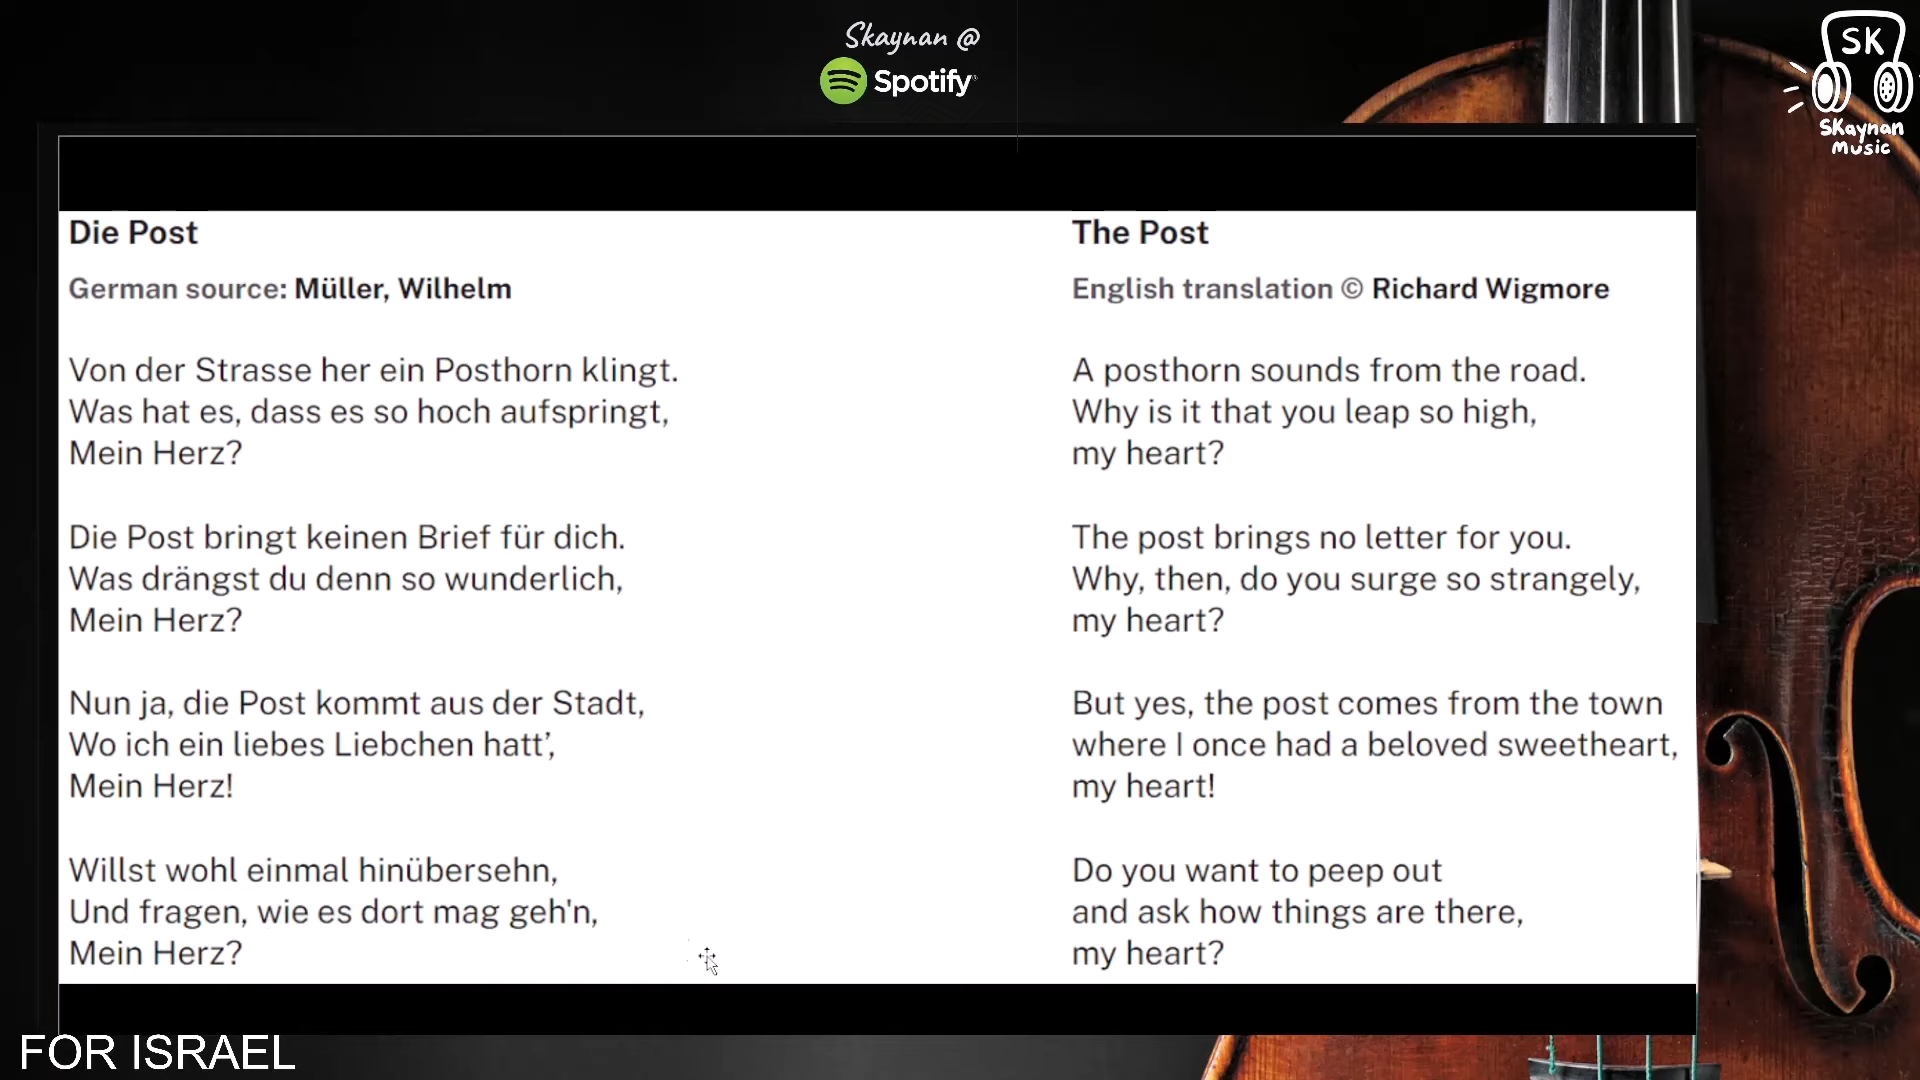 Skaynan @
Spotify
SK
SKaynan
Music
Die Post
German source: Müller, Wilhelm
Von der Strasse her ein Posthorn klingt.
Was hat es, dass es so hoch aufspringt,
Mein Herz?
Die Post bringt keinen Brief für dich.
Was drängst du denn so wunderlich,
Mein Herz?
Nun ja, die Post kommt aus der Stadt,
Wo ich ein liebes Liebchen hatt’,
Mein Herz!
Willst wohl einmal hinübersehn,
Und fragen, wie es dort mag geh'n,
Mein Herz?
The Post
English translation © Richard Wigmore
A posthorn sounds from the road.
Why is it that you leap so high,
my heart?
The post brings no letter for you.
Why, then, do you surge so strangely,
my heart?
But yes, the post comes from the town
where I once had a beloved sweetheart,
my heart!
Do you want to peep out
and ask how things are there,
my heart?
FOR ISRAEL